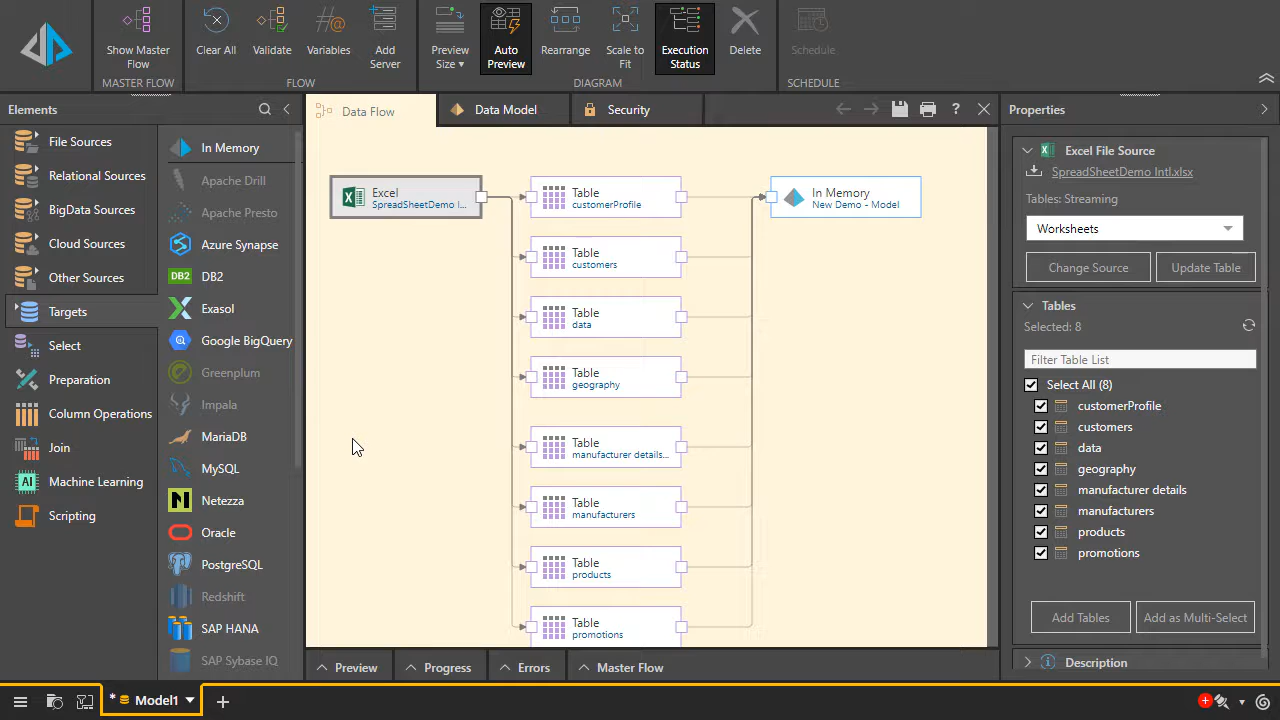 Show Master
Flow
MASTER FLOW
Clear All
Validate
Variables
Add
Server
FLOW
Preview
Size
Auto
Preview
Rearrange
Scale to
Fit
Execution
Status
Delete
DIAGRAM
Schedule
SCHEDULE
Elements
Data Flow
Data Model
Security
?
Properties
File Sources
Relational Sources
BigData Sources
Cloud Sources
Other Sources
Targets
Select
Preparation
Column Operations
Join
AI
Machine Learning
Scripting
In Memory
Apache Drill
Apache Presto
Azure Synapse
DB2
DB2
Exasol
Google BigQuery
Greenplum
Impala
MariaDB
MySQL
N
Netezza
Oracle
PostgreSQL
Redshift
SAP HANA
SAP Sybase IQ
Excel
SpreadSheetDemo I...
Table
customerProfile
Table
customers
Table
data
Table
geography
Table
manufacturer details...
Table
manufacturers
Table
products
Table
promotions
In Memory
New Demo - Model
Excel File Source
SpreadSheetDemo Intl.xlsx
Tables: Streaming
Worksheets
Change Source
Update Table
Tables
Selected: 8
Filter Table List
Select All (8)
customerProfile
customers
data
geography
manufacturer details
manufacturers
products
promotions
Add Tables
Add as Multi-Select
Description
Preview
Progress
Errors
Master Flow
* Model1